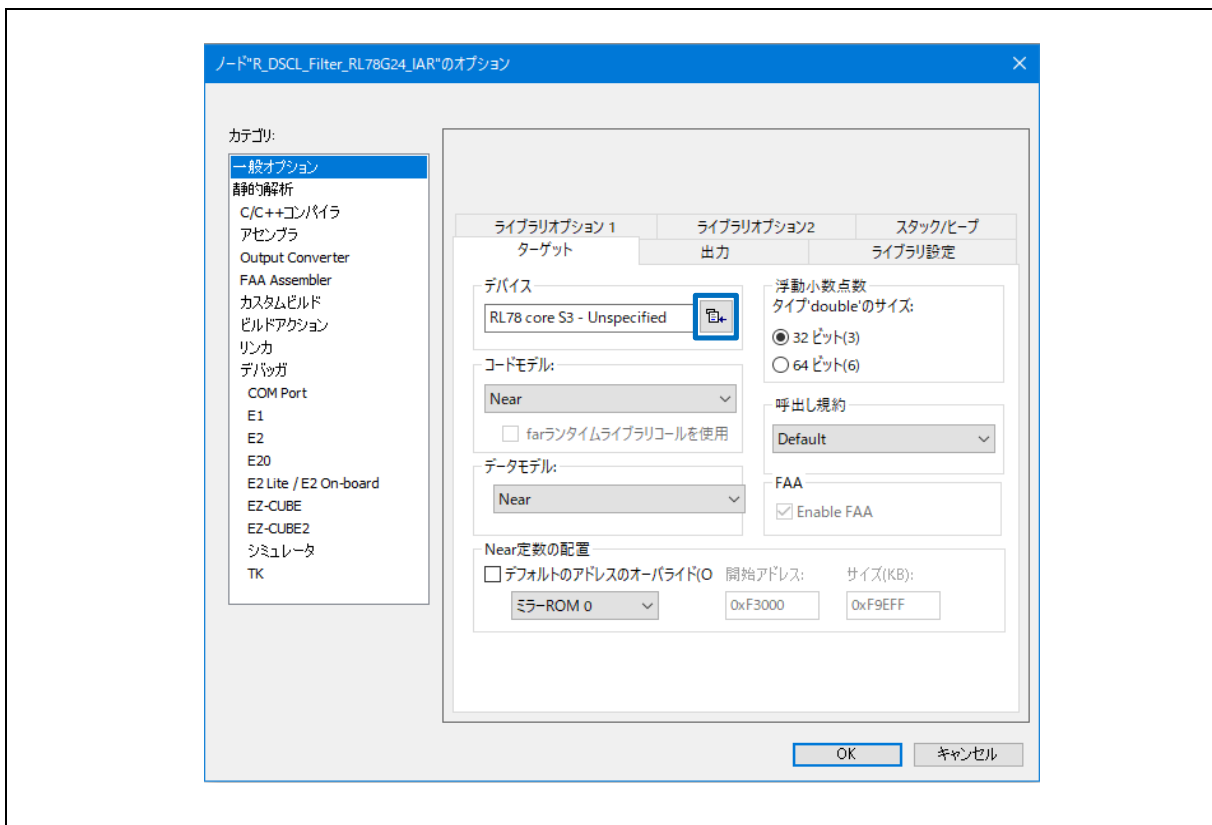 ノード"R_DSCL_Filter_RL78G24_IAR"のオプション
カテゴリ:
一般オプション
静的解析
C/C++コンパイラ
アセンブラ
Output Converter
FAA Assembler
カスタムビルド
ビルドアクション
リンカ
デバッガ
COM Port
E1
E2
E20
E2 Lite / E2 On-board
EZ-CUBE
EZ-CUBE2
シミュレータ
TK
ライブラリオプション 1 ライブラリオプション2 スタック/ヒープ
ターゲット 出力 ライブラリ設定
デバイス
RL78 core S3 - Unspecified
コードモデル:
Near
farランタイムライブラリコールを使用
データモデル:
Near
浮動小数点数
タイプ'double'のサイズ:
32 ビット(3)
64 ビット(6)
呼出し規約
Default
FAA
Enable FAA
Near定数の配置
デフォルトのアドレスのオーバライド(O 開始アドレス: サイズ(KB):
ミラーROM 0 0xF3000 0xF9EFF
OK キャンセル